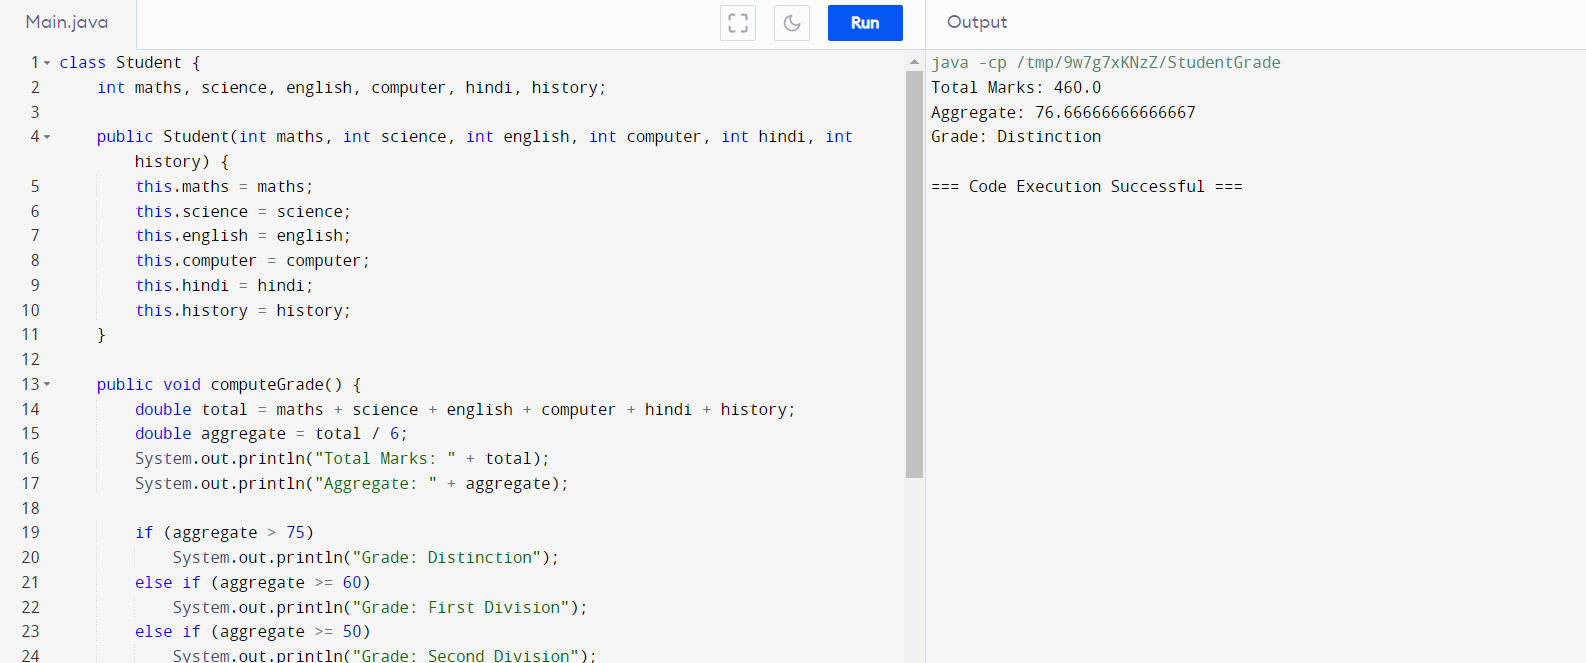 Main.java
Run
Output
1 class Student {
2 int maths, science, english, computer, hindi, history;
3
4 public Student(int maths, int science, int english, int computer, int hindi, int
history) {
5 this.maths = maths;
6 this.science = science;
7 this.english = english;
8 this.computer = computer;
9 this.hindi = hindi;
10 this.history = history;
11 }
12
13 public void computeGrade() {
14 double total = maths + science + english + computer + hindi + history;
15 double aggregate = total / 6;
16 System.out.println("Total Marks: " + total);
17 System.out.println("Aggregate: " + aggregate);
18
19 if (aggregate > 75)
20 System.out.println("Grade: Distinction");
21 else if (aggregate >= 60)
22 System.out.println("Grade: First Division");
23 else if (aggregate >= 50)
24 System.out.println("Grade: Second Division");
java -cp /tmp/9w7g7xKNzZ/StudentGrade
Total Marks: 460.0
Aggregate: 76.66666666666667
Grade: Distinction
=== Code Execution Successful ===